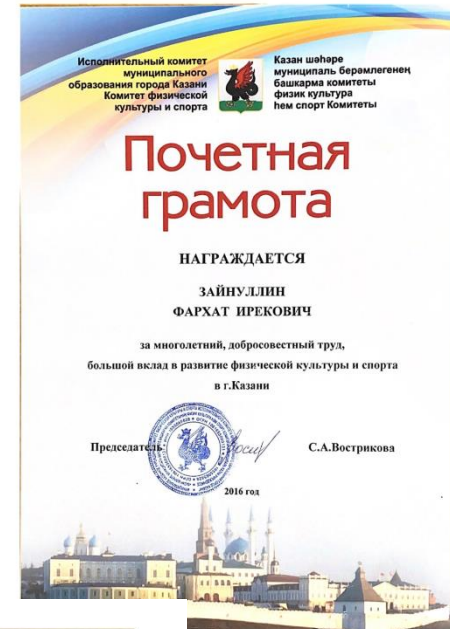 Исполнительный комитет
муниципального
образования города Казани
Комитет физической
культуры и спорта
Казан шәһәре
муниципаль берәмлегенең
башкарма комитеты
физик культура
һәм спорт Комитеты
Почетная
грамота
НАГРАЖДАЕТСЯ
ЗАЙНУЛЛИН
ФАРХАТ ИРЕКОВИЧ
за многолетний, добросовестный труд,
большой вклад в развитие физической культуры и спорта
в г.Казани
Председатель
С.А.Вострикова
2016 год